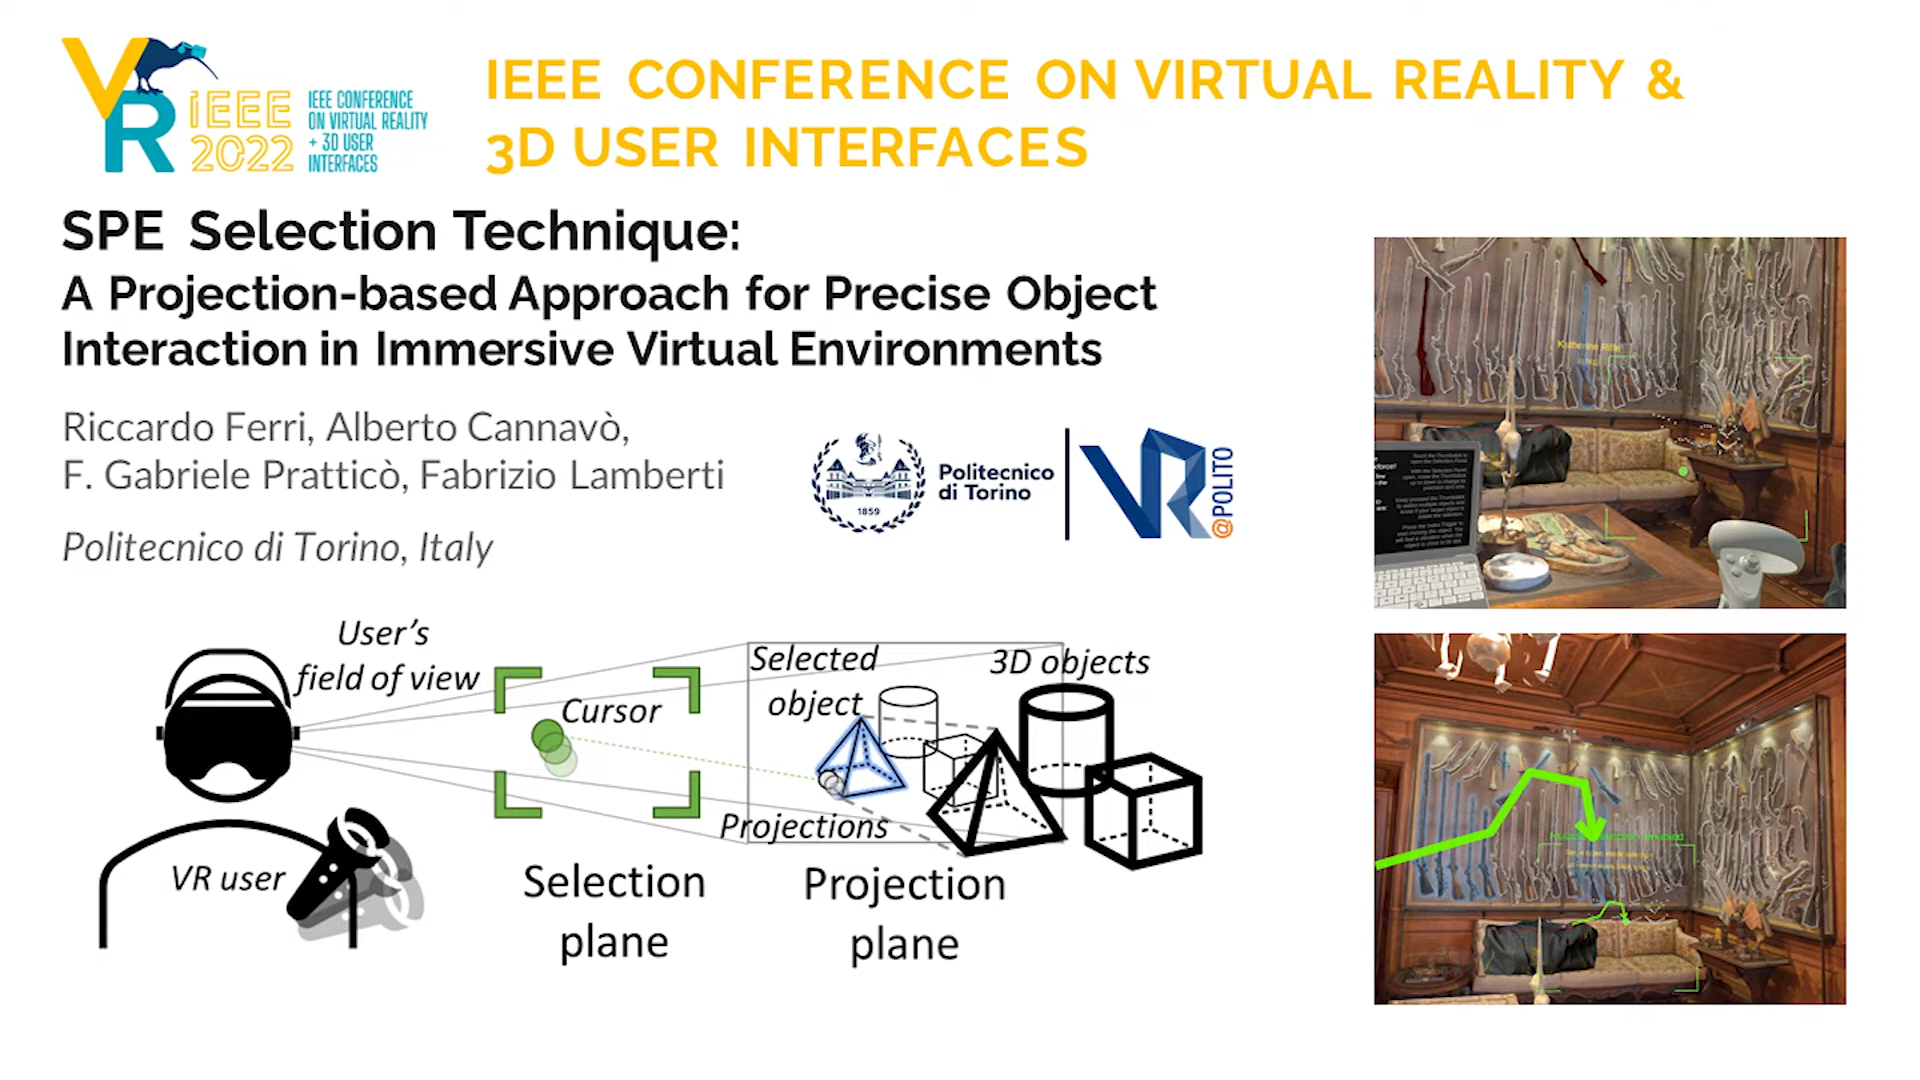 VR
IEEE
2022
IEEE CONFERENCE
ON VIRTUAL REALITY
+ 3D USER
INTERFACES
IEEE CONFERENCE ON VIRTUAL REALITY &
3D USER INTERFACES
SPE Selection Technique:
A Projection-based Approach for Precise Object
Interaction in Immersive Virtual Environments
Riccardo Ferri, Alberto Cannavò,
F. Gabriele Pratticò, Fabrizio Lamberti
Politecnico di Torino, Italy
1859
Politecnico
di Torino
VR
@POLITO
User's
field of view
Cursor
Selected
object
3D objects
Projections
VR user
Selection
plane
Projection
plane
Katherine Rifle